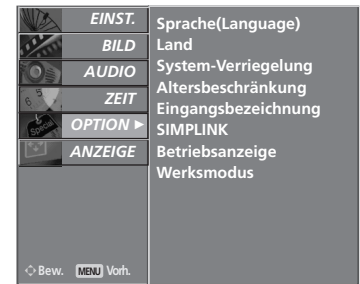 EINST.
BILD
AUDIO
ZEIT
OPTION ►
ANZEIGE
Bew. MENU Vorh.
Sprache(Language)
Land
System-Verriegelung
Altersbeschränkung
Eingangsbezeichnung
SIMPLINK
Betriebsanzeige
Werksmodus